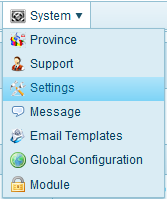 System
Province
Support
Settings
Message
Email Templates
Global Configuration
Module